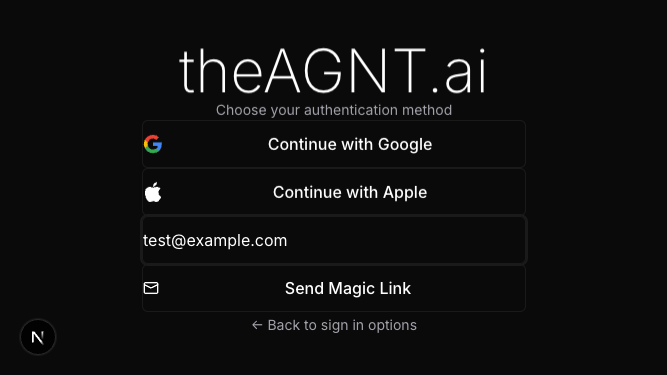 theAGNT.ai
Choose your authentication method
Continue with Google
Continue with Apple
test@example.com
Send Magic Link
← Back to sign in options
N